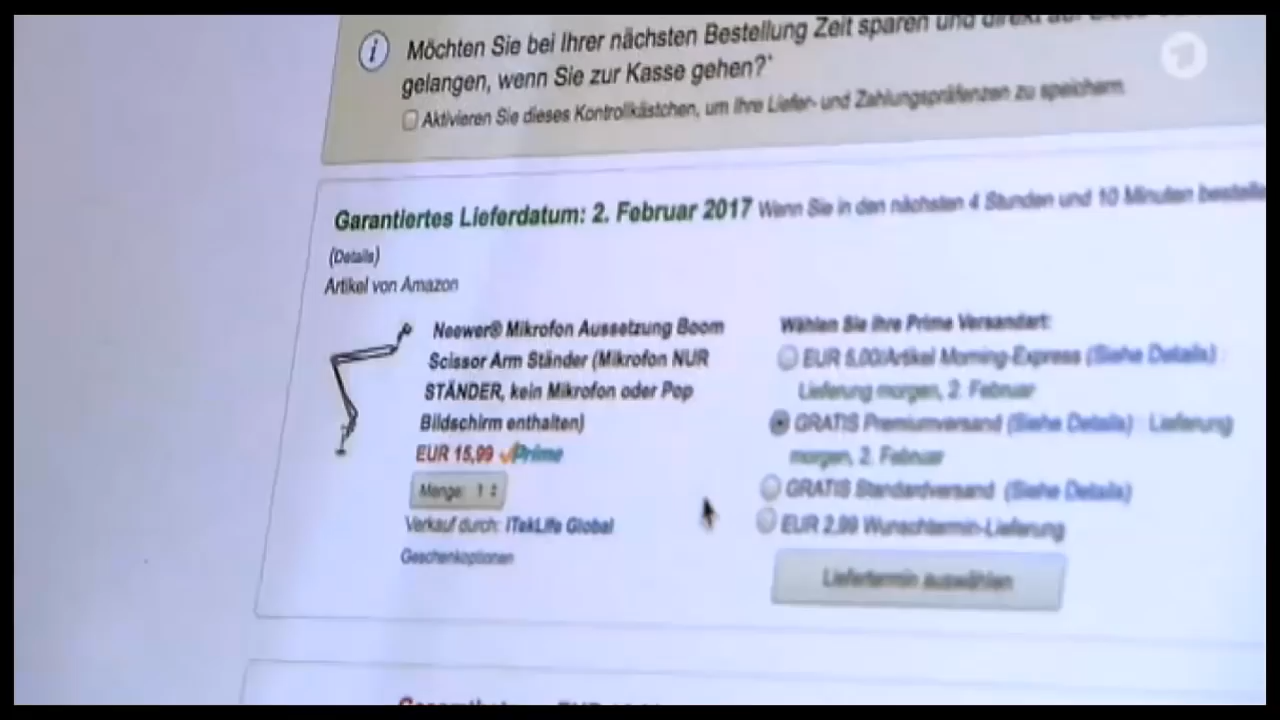 i
Möchten Sie bei Ihrer nächsten Bestellung Zeit sparen und direkt auf
gelangen, wenn Sie zur Kasse gehen?*
Aktivieren Sie dieses Kontrollkästchen, um Ihre Liefer- und Zahlungspräfenzen zu speichern.
1
Garantiertes Lieferdatum: 2. Februar 2017 Wenn Sie in den nächsten 4 Stunden und 10 Minuten
(Details)
Artikel von Amazon
Neewer® Mikrofon Aussetzung Boom
Scissor Arm Ständer (Mikrofon NUR
STÄNDER, kein Mikrofon oder Pop
Bildschirm enthalten)
EUR 15,99 Prime
Menge: 1
Verkauf durch: ITekLife Global
Geschenkoptionen
Wählen Sie Ihre Prime Versandart:
EUR 5,00/Artikel Morning-Express (Siehe Details)
Lieferung morgen, 2. Februar
GRATIS Premiumversand (Siehe Details) : Lieferung
morgen, 2. Februar
GRATIS Standardversand (Siehe Details)
EUR 2,99 Wunschtermin-Lieferung
Liefertermin auswählen